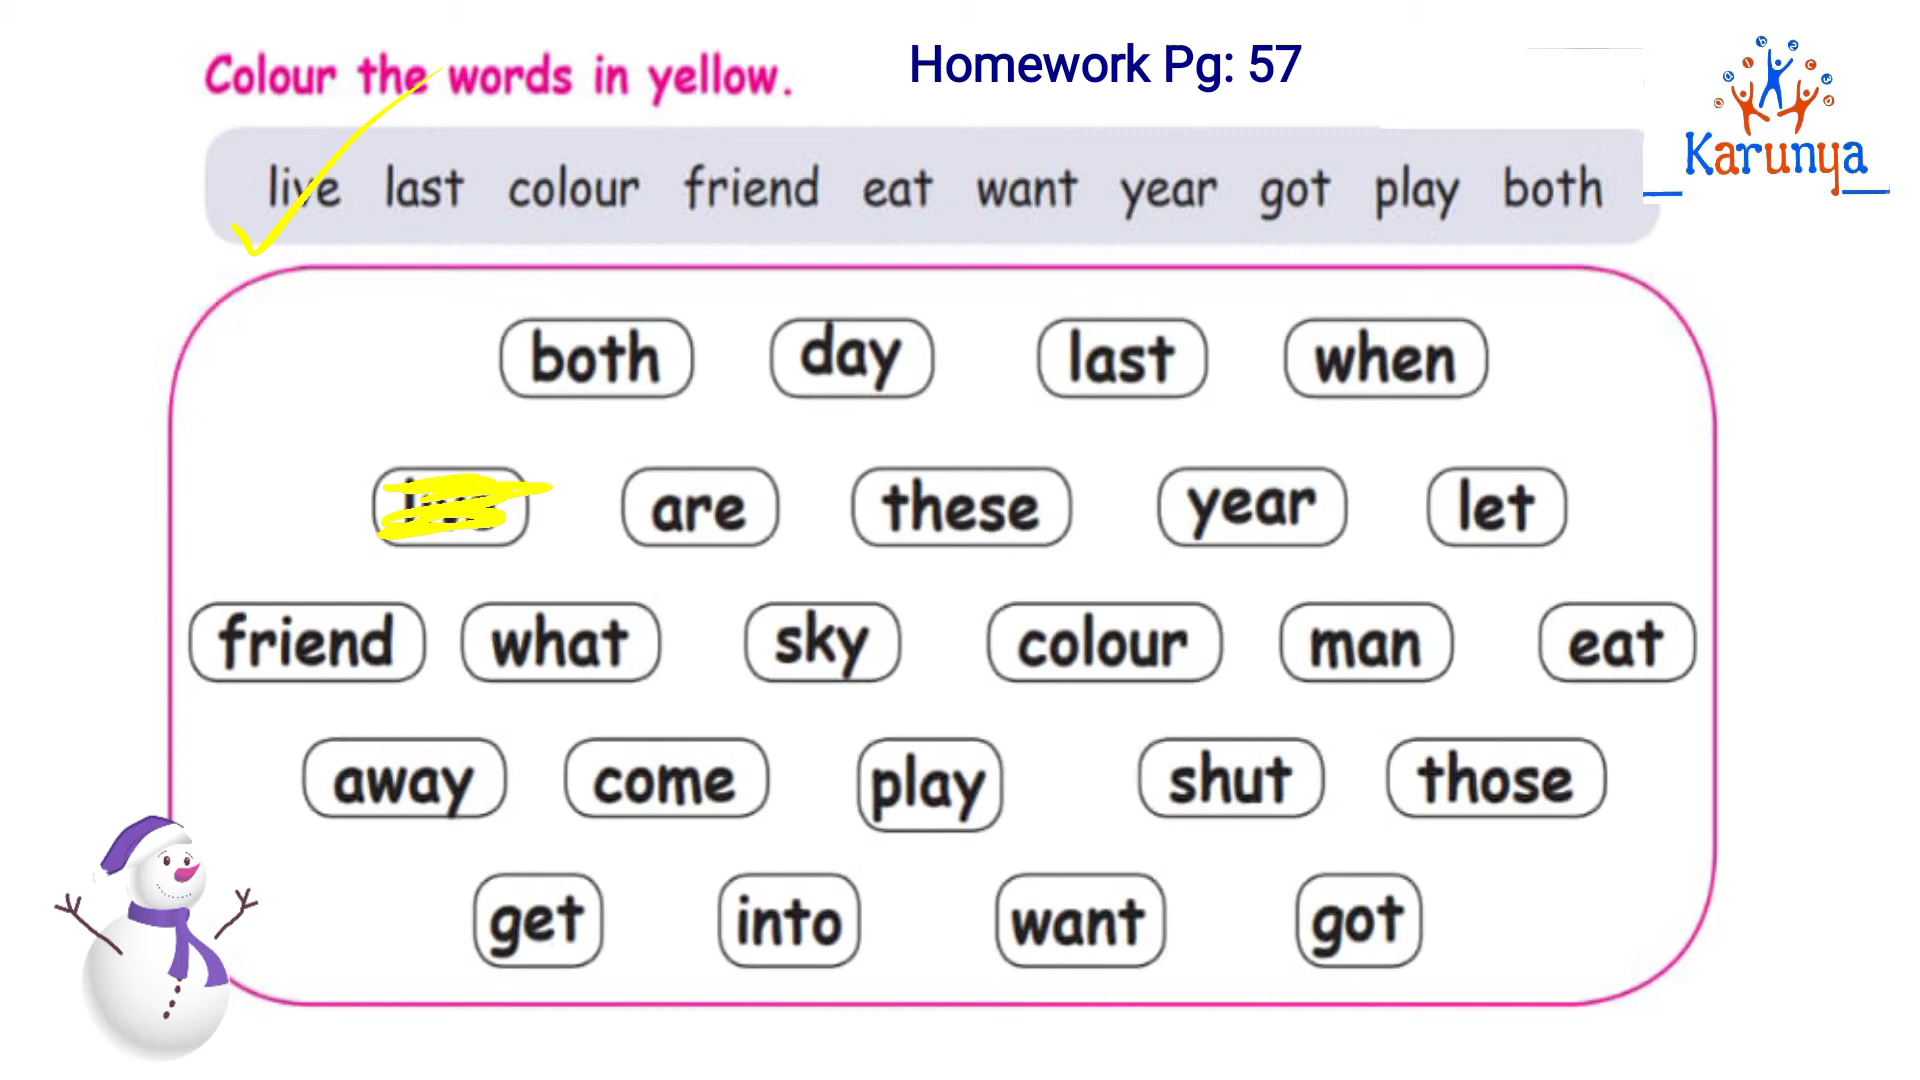 Colour the words in yellow.
Homework Pg: 57
Karunya
live last colour friend eat want year got play both
both day last when
are these year let
friend what sky colour man eat
away come play shut those
get into want got